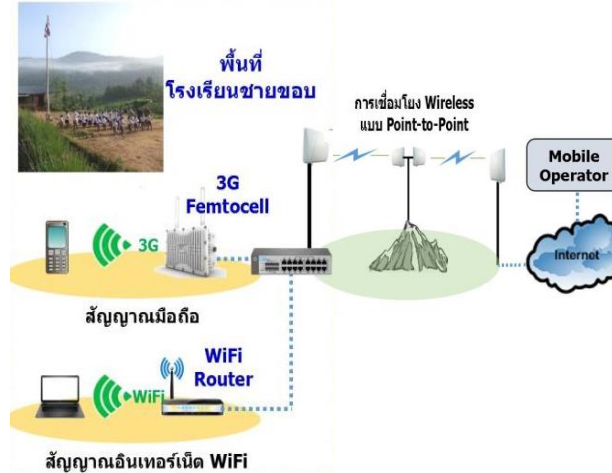 พื้นที่
โรงเรียนชายขอบ
การเชื่อมโยง Wireless
แบบ Point-to-Point
Mobile
Operator
3G
Femtocell
3G
Internet
สัญญาณมือถือ
WiFi
Router
WiFi
สัญญาณอินเทอร์เน็ต WiFi